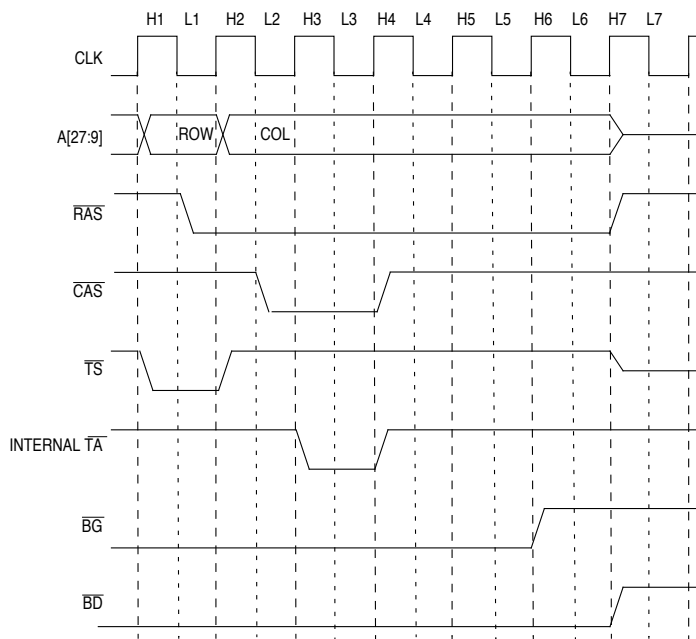 H1 L1 H2 L2 H3 L3 H4 L4 H5 L5 H6 L6 H7 L7
CLK
A[27:9] ROW COL
RAS
CAS
TS
INTERNAL TA
BG
BD